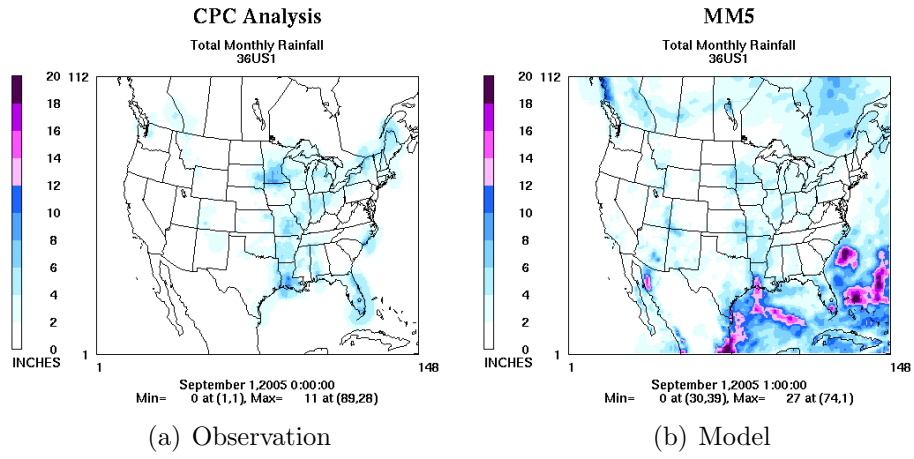 CPC Analysis
Total Monthly Rainfall
36US1
20
18
16
14
12
10
8
6
4
2
0
INCHES
112
1
1
148
September 1,2005 0:00:00
Min= 0 at (1,1), Max= 11 at (89,28)
(a) Observation
MM5
Total Monthly Rainfall
36US1
20
18
16
14
12
10
8
6
4
2
0
INCHES
112
1
1
148
September 1,2005 1:00:00
Min= 0 at (30,39), Max= 27 at (74,1)
(b) Model